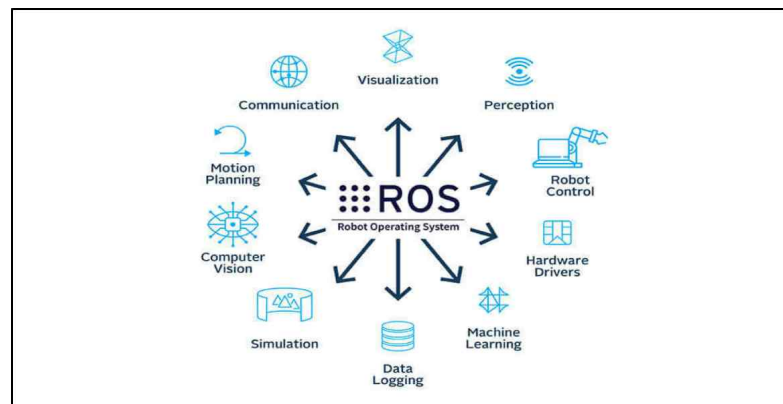 Visualization
Communication
Perception
Motion
Planning
Robot
Control
ROS
Robot Operating System
Computer
Vision
Hardware
Drivers
Simulation
Machine
Learning
Data
Logging